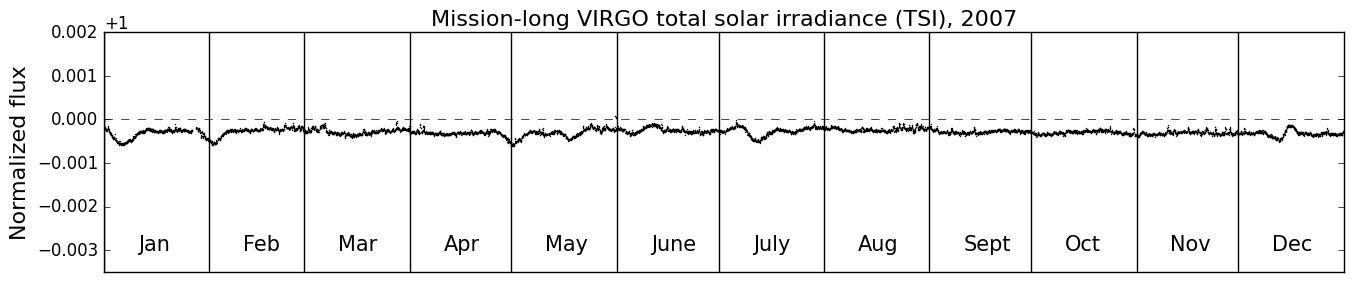 Mission-long VIRGO total solar irradiance (TSI), 2007
+1
0.002
0.001
0.000
−0.001
−0.002
−0.003
Normalized flux
Jan Feb Mar Apr May June July Aug Sept Oct Nov Dec